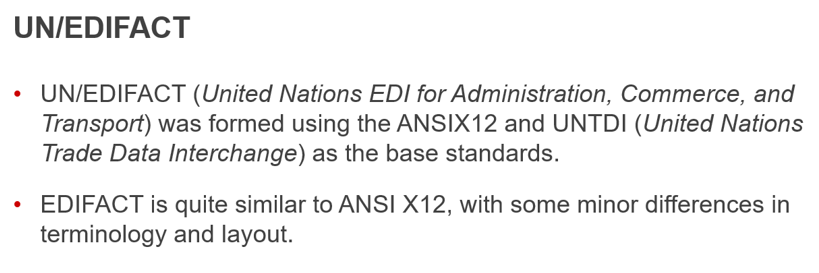 UN/EDIFACT
• UN/EDIFACT (United Nations EDI for Administration, Commerce, and
Transport) was formed using the ANSIX12 and UNTDI (United Nations
Trade Data Interchange) as the base standards.
• EDIFACT is quite similar to ANSI X12, with some minor differences in
terminology and layout.